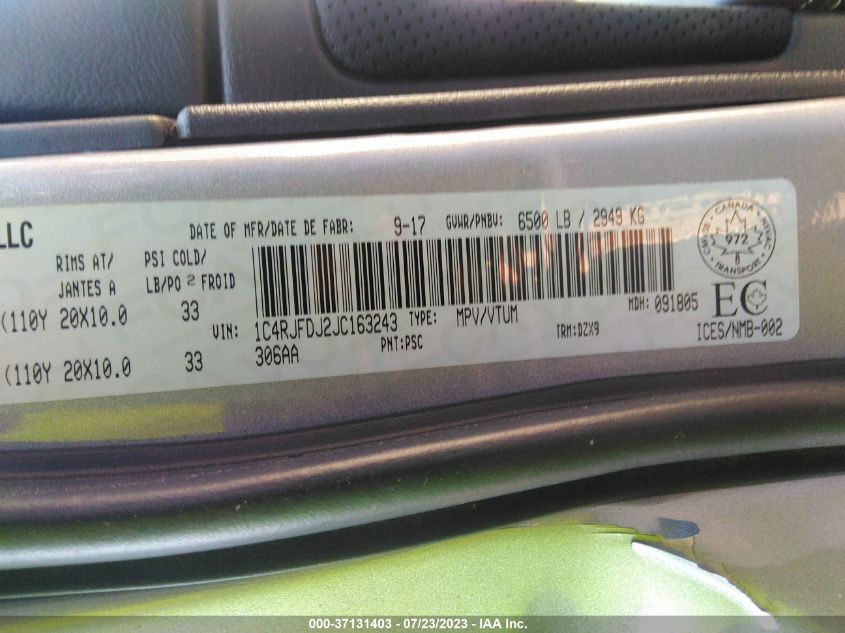 LLC
DATE OF MFR/DATE DE FABR: 9-17 GVWR/PNBV: 6500 LB / 2949 KG
RIMS AT/ PSI COLD/
JANTES A LB/PO 2 FROID
(110Y 20X10.0 33
VIN: 1C4RJFDJ2JC163243 TYPE: MPV/VTUM MDH: 091805
306AA PNT:PSC TRM:DZX9
(110Y 20X10.0 33
CANADA
972
TRANSPORT
EC
ICES/NMB-002
000-37131403 - 07/23/2023 - IAA Inc.